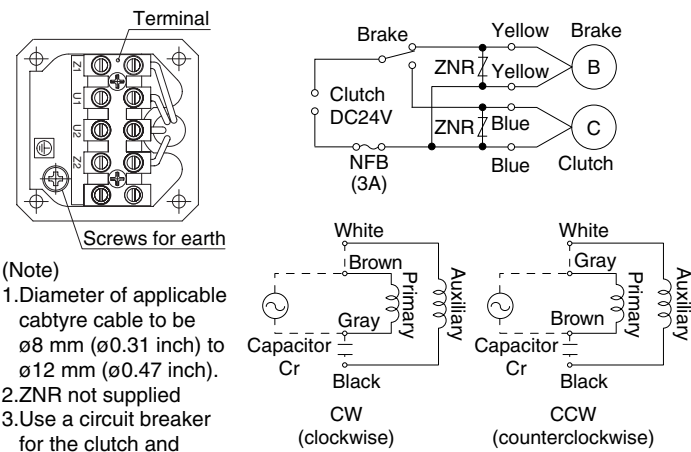 Terminal
Z1
U1
U2
Z2
Screws for earth
(Note)
1.Diameter of applicable
cabtyre cable to be
ø8 mm (ø0.31 inch) to
ø12 mm (ø0.47 inch).
2.ZNR not supplied
3.Use a circuit breaker
for the clutch and
Brake
Yellow
Brake
ZNR
Yellow
B
Clutch
DC24V
ZNR
Blue
C
NFB
(3A)
Blue
Clutch
White
Brown
Primary
Auxiliary
Gray
Capacitor
Cr
Black
CW
(clockwise)
White
Gray
Primary
Auxiliary
Brown
Capacitor
Cr
Black
CCW
(counterclockwise)